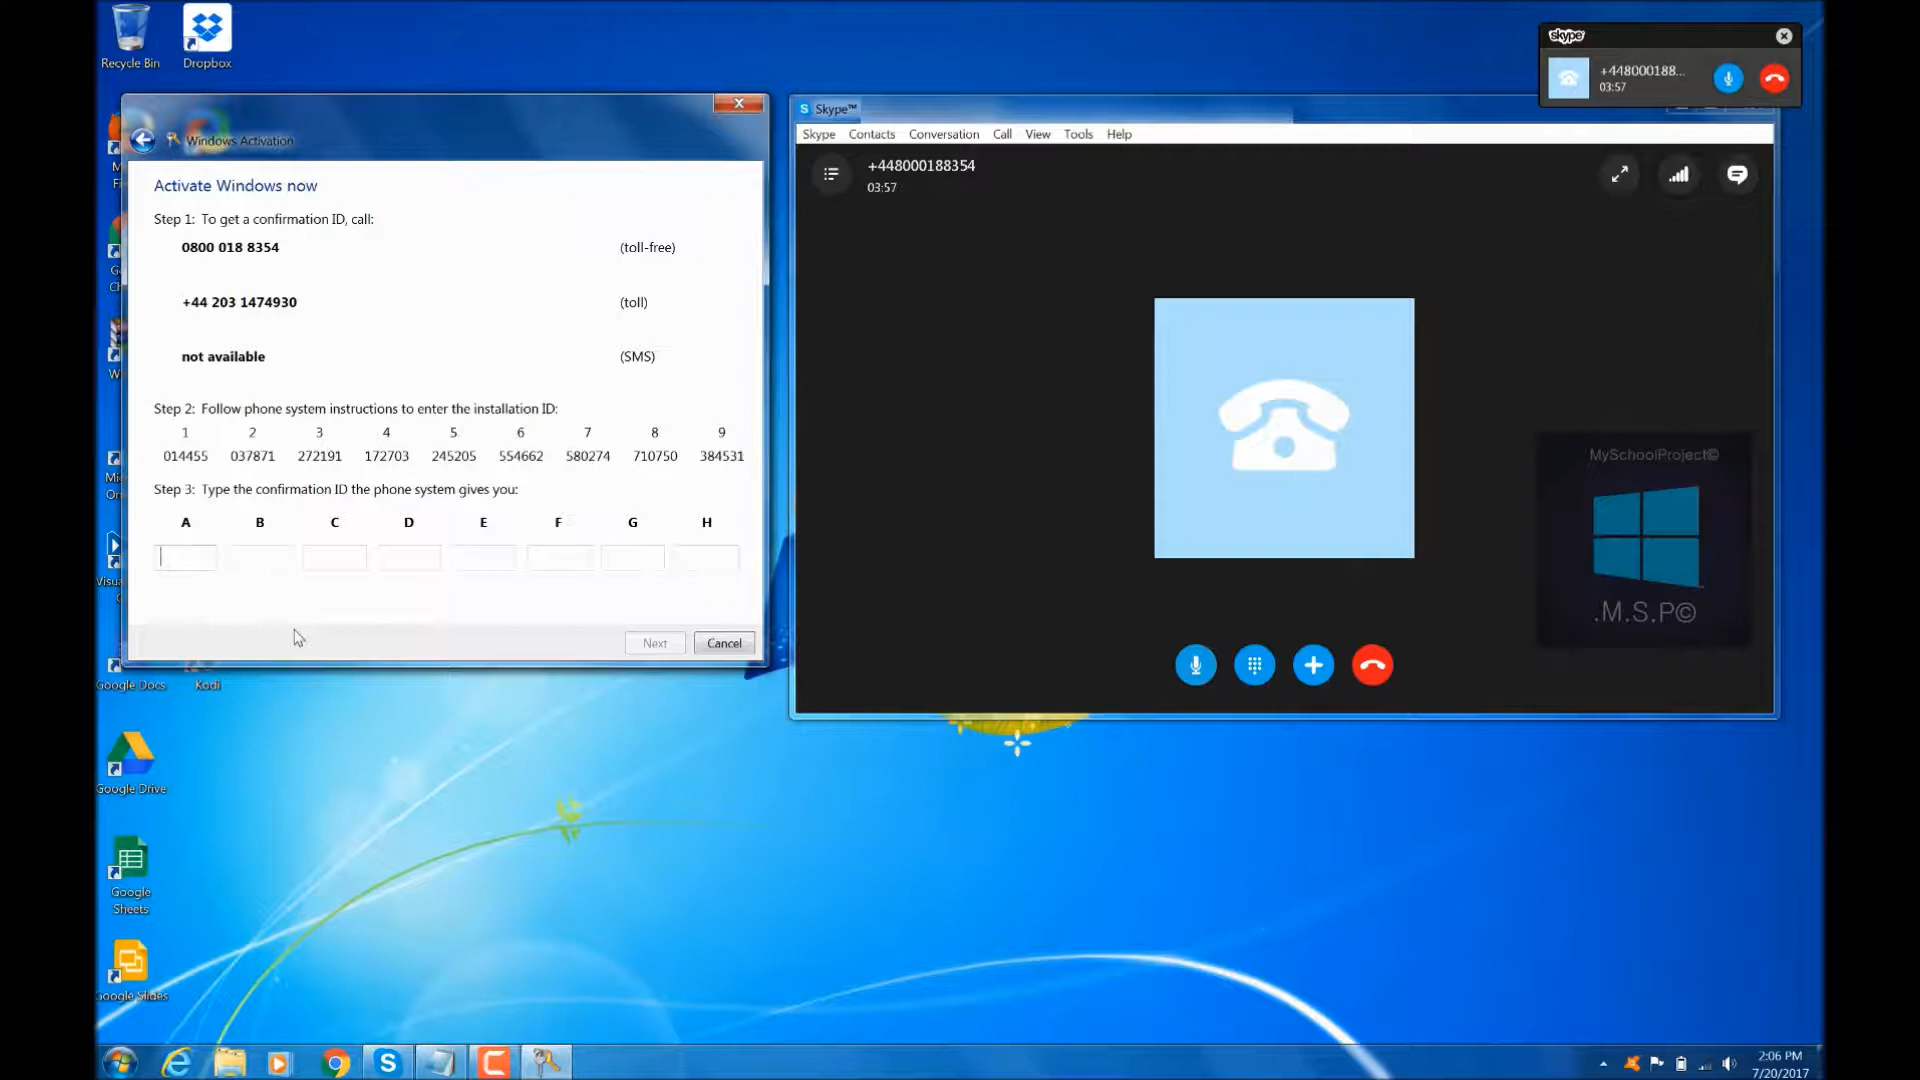 Recycle Bin
Dropbox
Windows Activation
Activate Windows now
Step 1: To get a confirmation ID, call:
0800 018 8354 (toll-free)
+44 203 1474930 (toll)
not available (SMS)
Step 2: Follow phone system instructions to enter the installation ID:
1 2 3 4 5 6 7 8 9
014455 037871 272191 172703 245205 554662 580274 710750 384531
Step 3: Type the confirmation ID the phone system gives you:
A B C D E F G H
Next Cancel
Google Docs
Kodi
Google Drive
Google
Sheets
Google Slides
Skype™
Skype Contacts Conversation Call View Tools Help
+448000188354
03:57
skype
+448000188...
03:57
MySchoolProject©
.M.S.P©
2:06 PM
7/20/2017